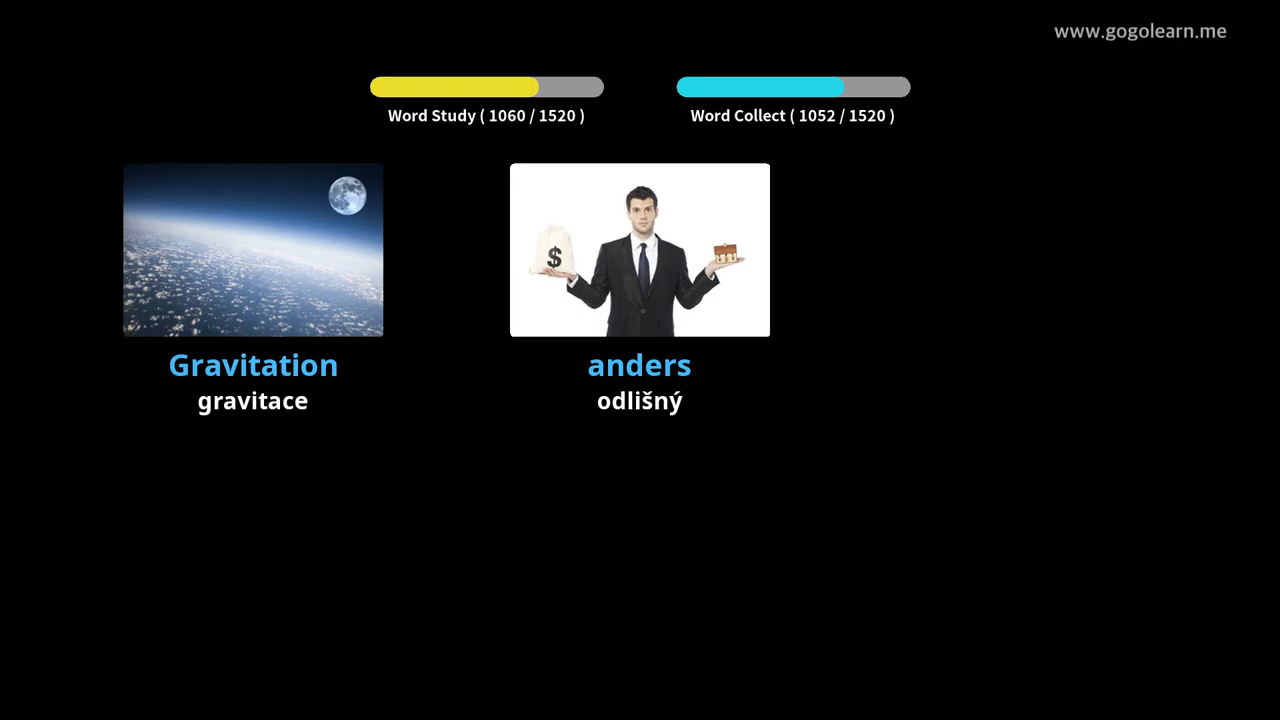 www.gogolearn.me
Word Study ( 1060 / 1520 )
Word Collect ( 1052 / 1520 )
$
Gravitation
gravitace
anders
odlišný